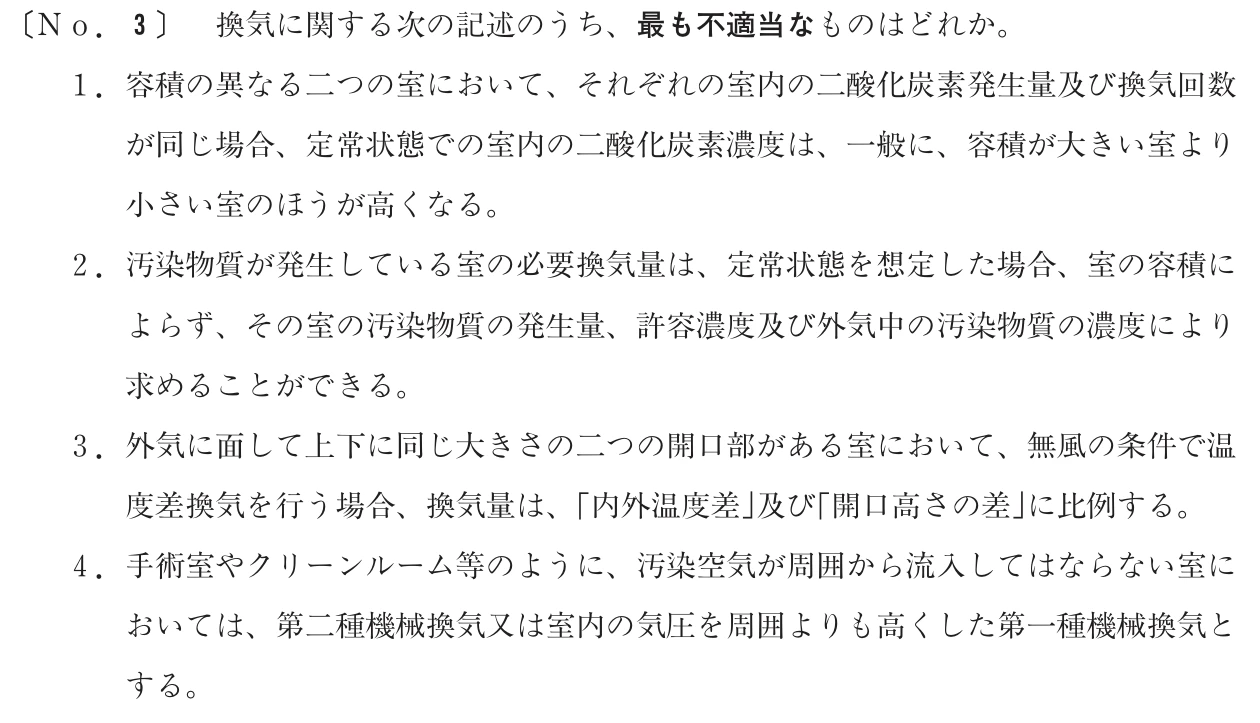 〔Ｎｏ．３〕　換気に関する次の記述のうち、最も不適当なものはどれか。
１．容積の異なる二つの室において、それぞれの室内の二酸化炭素発生量及び換気回数
が同じ場合、定常状態での室内の二酸化炭素濃度は、一般に、容積が大きい室より
小さい室のほうが高くなる。
２．汚染物質が発生している室の必要換気量は、定常状態を想定した場合、室の容積に
よらず、その室の汚染物質の発生量、許容濃度及び外気中の汚染物質の濃度により
求めることができる。
３．外気に面して上下に同じ大きさの二つの開口部がある室において、無風の条件で温
度差換気を行う場合、換気量は、「内外温度差」及び「開口高さの差」に比例する。
４．手術室やクリーンルーム等のように、汚染空気が周囲から流入してはならない室に
おいては、第二種機械換気又は室内の気圧を周囲よりも高くした第一種機械換気と
する。